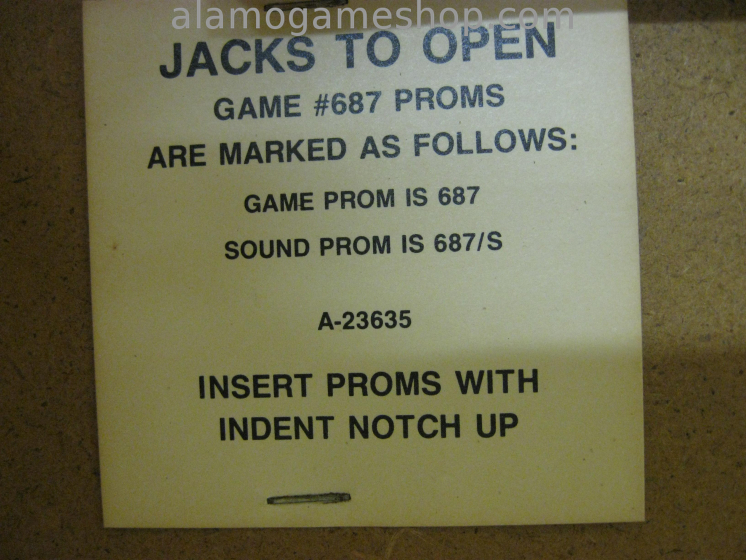 alamogameshop.com
JACKS TO OPEN
GAME #687 PROMS
ARE MARKED AS FOLLOWS:
GAME PROM IS 687
SOUND PROM IS 687/S
A-23635
INSERT PROMS WITH
INDENT NOTCH UP